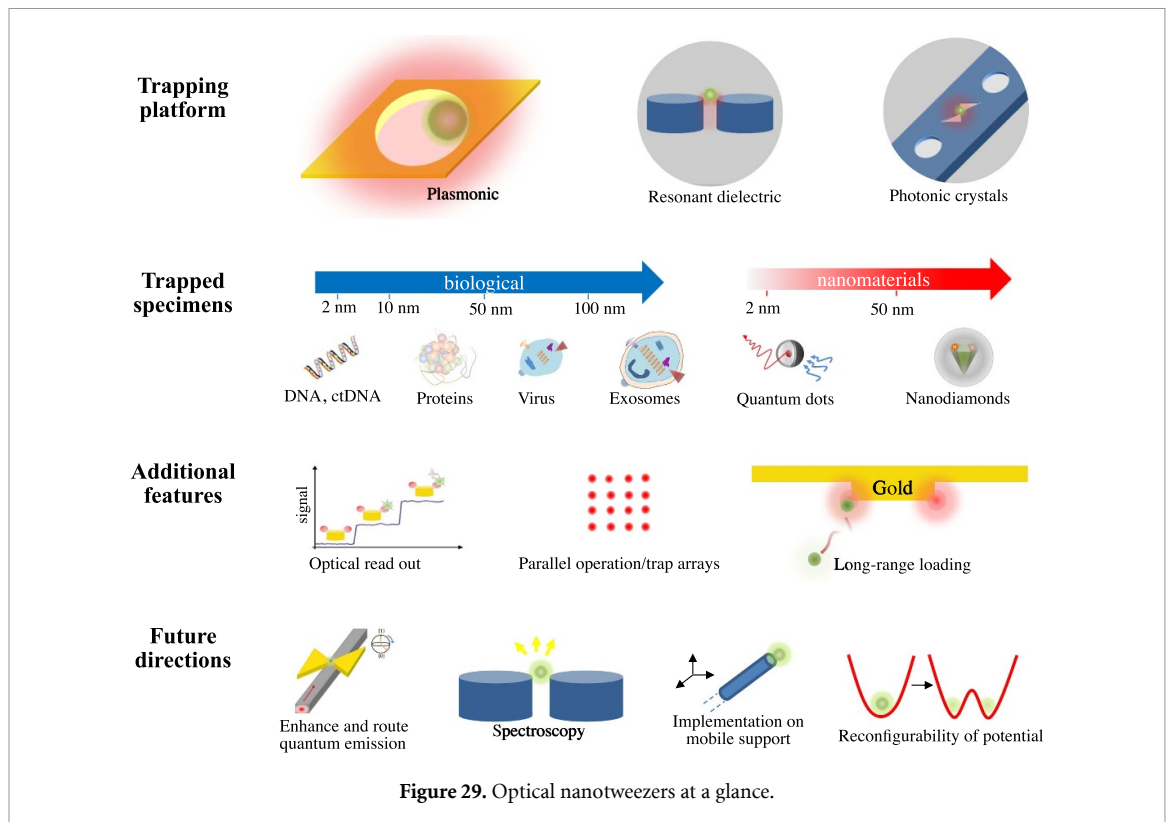 Trapping
platform
Plasmonic
Resonant dielectric
Photonic crystals
Trapped
specimens
biological
2 nm
10 nm
50 nm
100 nm
nanomaterials
2 nm
50 nm
DNA, ctDNA
Proteins
Virus
Exosomes
Quantum dots
Nanodiamonds
Additional
features
signal
Optical read out
Parallel operation/trap arrays
Gold
Long-range loading
Future
directions
|1⟩
|0⟩
Enhance and route
quantum emission
Spectroscopy
Implementation on
mobile support
Reconfigurability of potential
Figure 29. Optical nanotweezers at a glance.